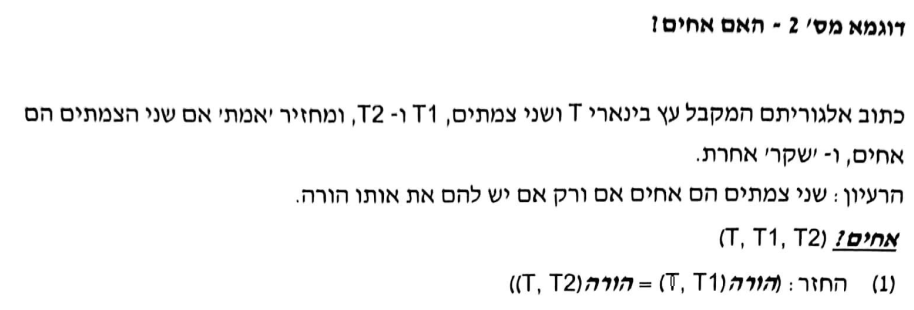 דוגמא מס' 2 - האם אחים?
כתוב אלגוריתם המקבל עץ בינארי T ושני צמתים, T1 ו- T2, ומחזיר 'אמת' אם שני הצמתים הם
אחים, ו- 'שקר' אחרת.
הרעיון: שני צמתים הם אחים אם ורק אם יש להם את אותו הורה.
אחים? (T, T1, T2)
(1) החזר: (הורה(T, T1) = הורה(T, T2))